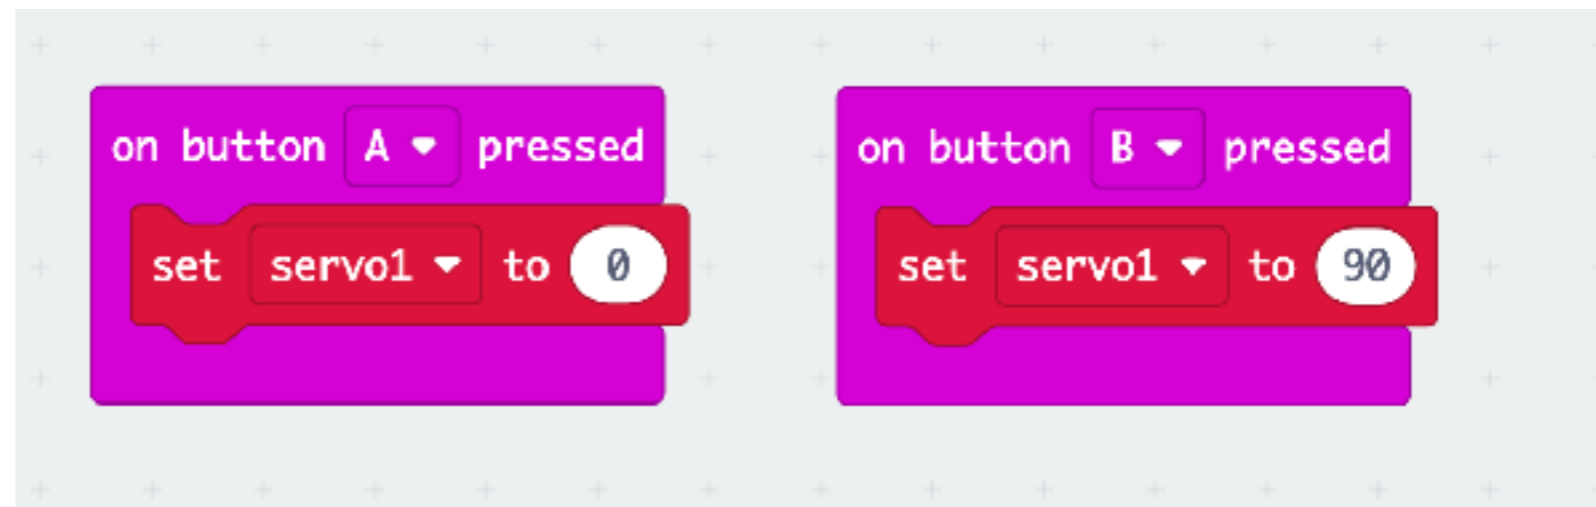 on button A pressed
set servo1 to 0
on button B pressed
set servo1 to 90